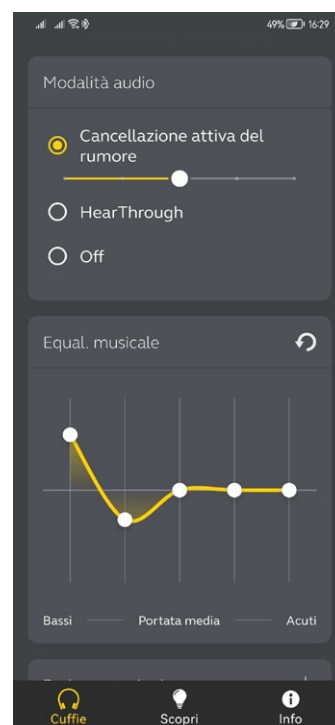 49% 16:29
Modalità audio
Cancellazione attiva del
rumore
HearThrough
Off
Equal. musicale
Bassi
Portata media
Acuti
Cuffie
Scopri
Info